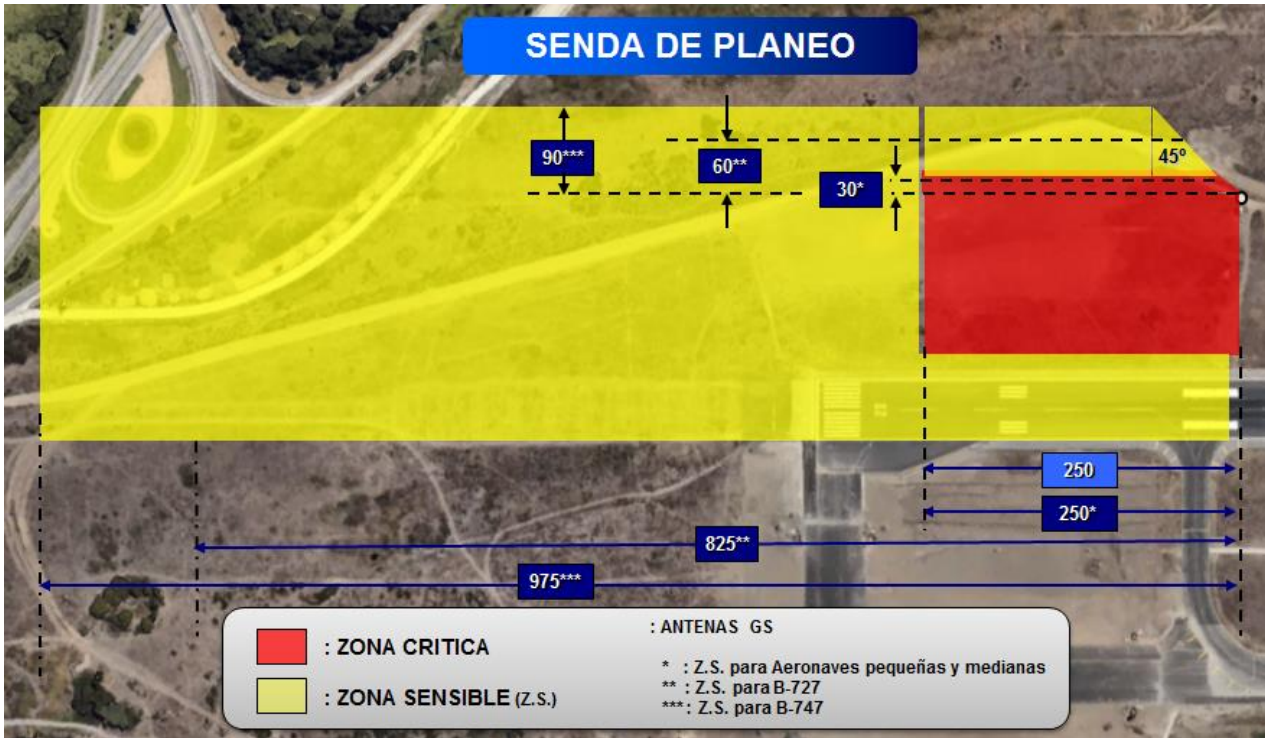 SENDA DE PLANEO
90***
60**
30*
45º
250
250*
825**
975***
: ZONA CRITICA
: ZONA SENSIBLE (Z.S.)
: ANTENAS GS
* : Z.S. para Aeronaves pequeñas y medianas
** : Z.S. para B-727
*** : Z.S. para B-747